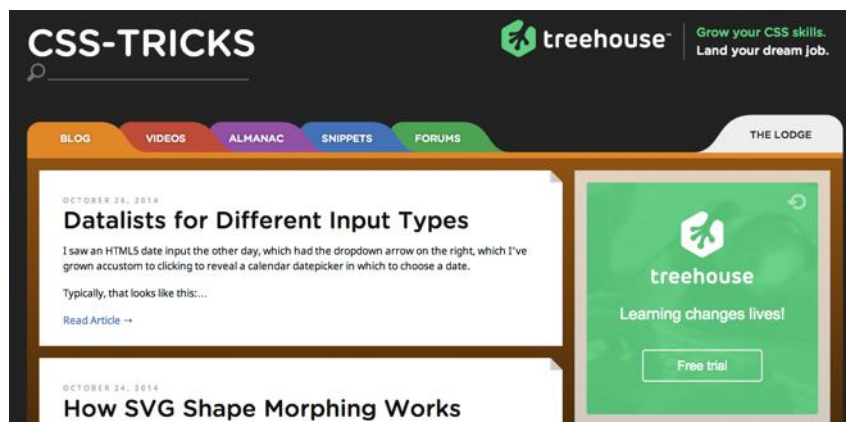 CSS-TRICKS
treehouse™
Grow your CSS skills.
Land your dream job.
BLOG
VIDEOS
ALMANAC
SNIPPETS
FORUMS
THE LODGE
OCTOBER 26, 2014
Datalists for Different Input Types
I saw an HTML5 date input the other day, which had the dropdown arrow on the right, which I've
grown accustom to clicking to reveal a calendar datepicker in which to choose a date.
Typically, that looks like this:...
Read Article →
treehouse
Learning changes lives!
Free trial
OCTOBER 24, 2014
How SVG Shape Morphing Works